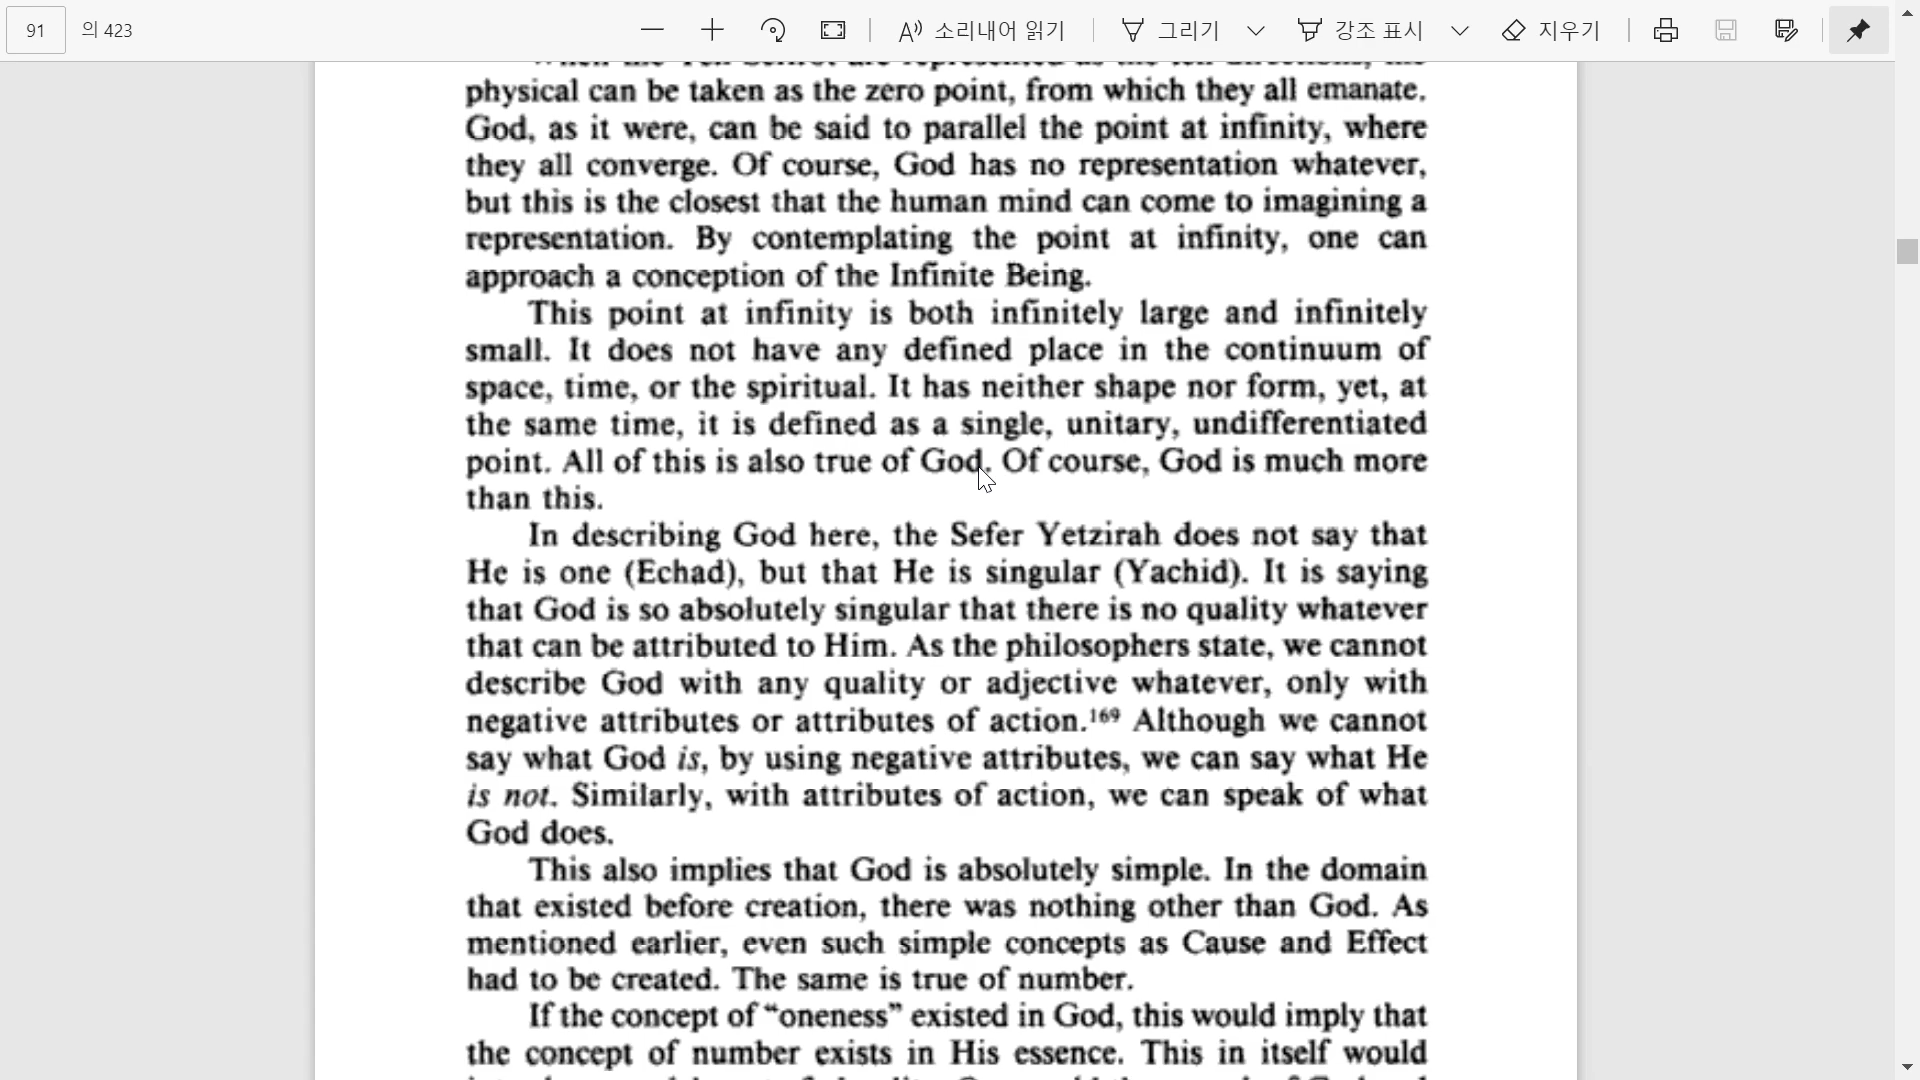 91 의 423 소리내어 읽기 그리기 강조 표시 지우기
When the Ten Sefirot are represented as the ten directions, the
physical can be taken as the zero point, from which they all emanate.
God, as it were, can be said to parallel the point at infinity, where
they all converge. Of course, God has no representation whatever,
but this is the closest that the human mind can come to imagining a
representation. By contemplating the point at infinity, one can
approach a conception of the Infinite Being.
This point at infinity is both infinitely large and infinitely
small. It does not have any defined place in the continuum of
space, time, or the spiritual. It has neither shape nor form, yet, at
the same time, it is defined as a single, unitary, undifferentiated
point. All of this is also true of God. Of course, God is much more
than this.
In describing God here, the Sefer Yetzirah does not say that
He is one (Echad), but that He is singular (Yachid). It is saying
that God is so absolutely singular that there is no quality whatever
that can be attributed to Him. As the philosophers state, we cannot
describe God with any quality or adjective whatever, only with
negative attributes or attributes of action.¹⁶⁹ Although we cannot
say what God is, by using negative attributes, we can say what He
is not. Similarly, with attributes of action, we can speak of what
God does.
This also implies that God is absolutely simple. In the domain
that existed before creation, there was nothing other than God. As
mentioned earlier, even such simple concepts as Cause and Effect
had to be created. The same is true of number.
If the concept of “oneness” existed in God, this would imply that
the concept of number exists in His essence. This in itself would